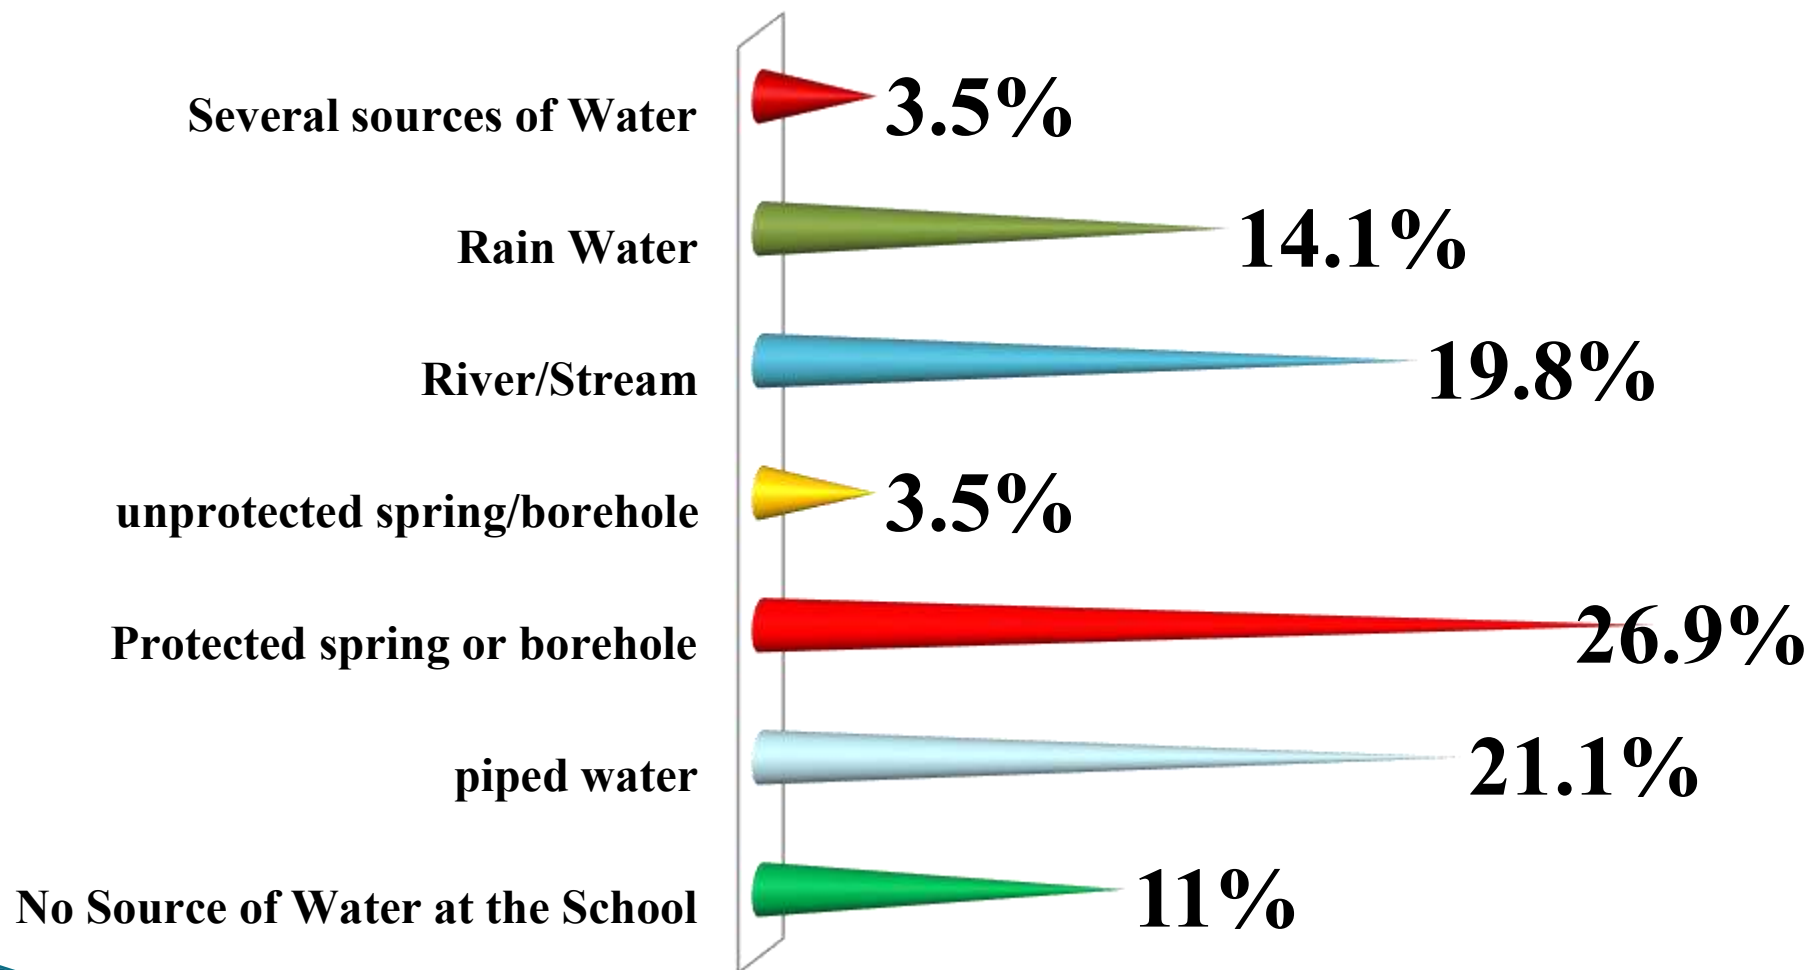 Several sources of Water 3.5%
Rain Water 14.1%
River/Stream 19.8%
unprotected spring/borehole 3.5%
Protected spring or borehole 26.9%
piped water 21.1%
No Source of Water at the School 11%